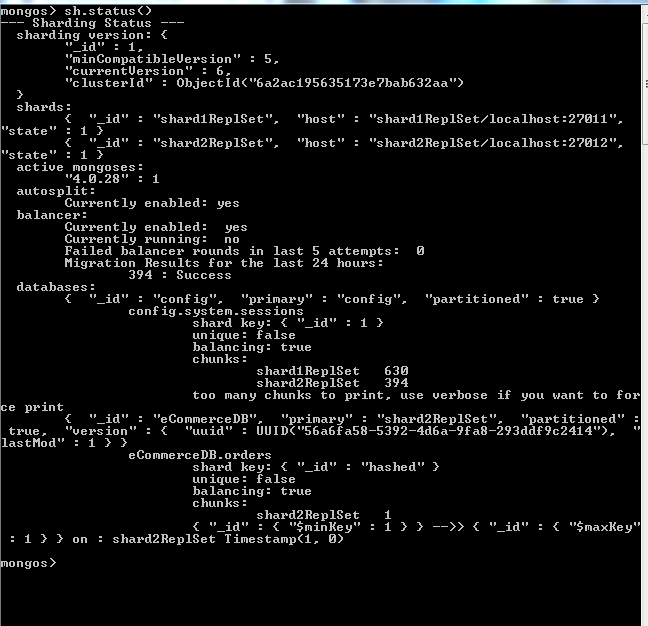 mongos> sh.status()
--- Sharding Status ---
  sharding version: {
        "_id" : 1,
        "minCompatibleVersion" : 5,
        "currentVersion" : 6,
        "clusterId" : ObjectId("6a2ac195635173e7bab632aa")
  }
  shards:
        {  "_id" : "shard1ReplSet",  "host" : "shard1ReplSet/localhost:27011",
"state" : 1 }
        {  "_id" : "shard2ReplSet",  "host" : "shard2ReplSet/localhost:27012",
"state" : 1 }
  active mongoses:
        "4.0.28" : 1
  autosplit:
        Currently enabled: yes
  balancer:
        Currently enabled:  yes
        Currently running:  no
        Failed balancer rounds in last 5 attempts:  0
        Migration Results for the last 24 hours:
                394 : Success
  databases:
        {  "_id" : "config",  "primary" : "config",  "partitioned" : true }
                config.system.sessions
                        shard key: { "_id" : 1 }
                        unique: false
                        balancing: true
                        chunks:
                                shard1ReplSet   630
                                shard2ReplSet   394
                        too many chunks to print, use verbose if you want to for
ce print
        {  "_id" : "eCommerceDB",  "primary" : "shard2ReplSet",  "partitioned" :
 true,  "version" : {  "uuid" : UUID("56a6fa58-5392-4d6a-9fa8-293ddf9c2414"),  "
lastMod" : 1 } }
                eCommerceDB.orders
                        shard key: { "_id" : "hashed" }
                        unique: false
                        balancing: true
                        chunks:
                                shard2ReplSet   1
                        { "_id" : { "$minKey" : 1 } } -->> { "_id" : { "$maxKey"
 : 1 } } on : shard2ReplSet Timestamp(1, 0)
mongos>